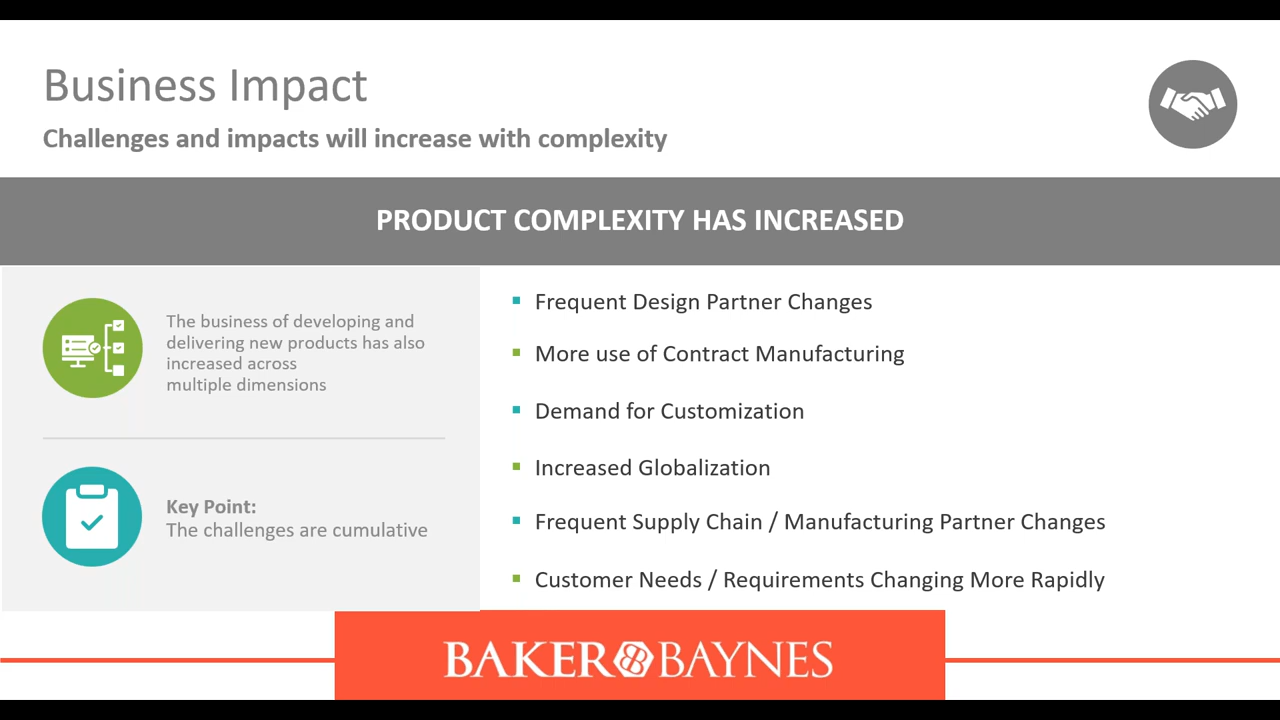 Business Impact
Challenges and impacts will increase with complexity
PRODUCT COMPLEXITY HAS INCREASED
The business of developing and
delivering new products has also
increased across
multiple dimensions
Key Point:
The challenges are cumulative
Frequent Design Partner Changes
More use of Contract Manufacturing
Demand for Customization
Increased Globalization
Frequent Supply Chain / Manufacturing Partner Changes
Customer Needs / Requirements Changing More Rapidly
BAKER BAYNES